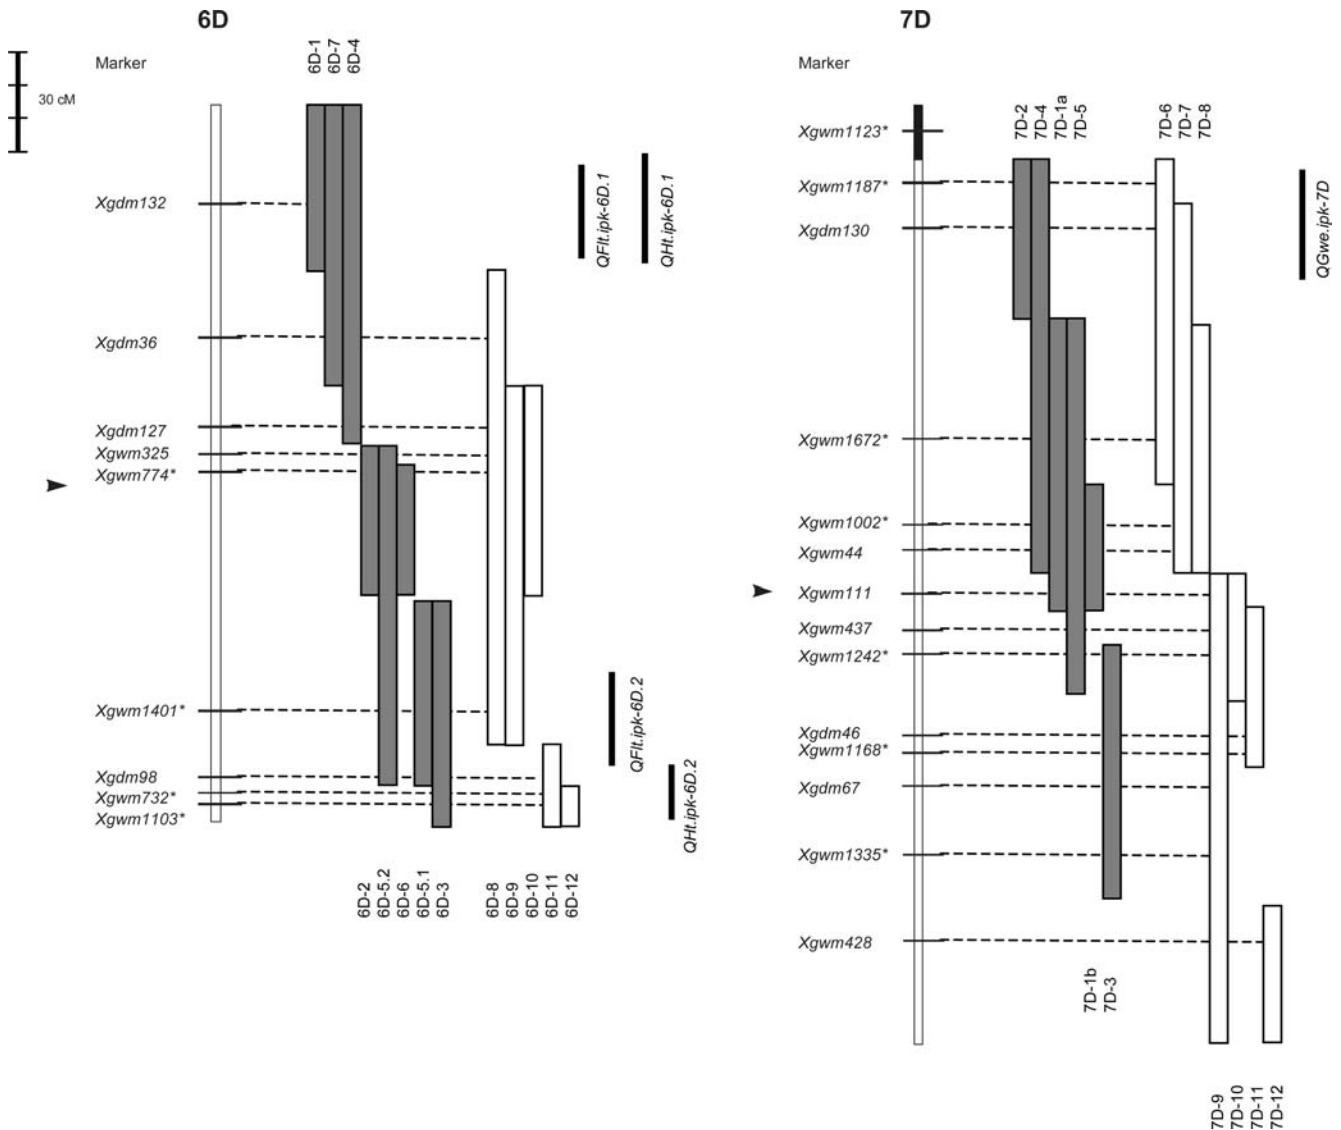 6D
Marker
30 cM
6D-1
6D-7
6D-4
Xgdm132
Xgdm36
Xgdm127
Xgwm325
Xgwm774*
Xgwm1401*
Xgdm98
Xgwm732*
Xgwm1103*
QFlt.ipk-6D.1
QHt.ipk-6D.1
QFlt.ipk-6D.2
QHt.ipk-6D.2
6D-2
6D-5.2
6D-6
6D-5.1
6D-3
6D-8
6D-9
6D-10
6D-11
6D-12
7D
Marker
7D-2
7D-4
7D-1a
7D-5
7D-6
7D-7
7D-8
Xgwm1123*
Xgwm1187*
Xgdm130
Xgwm1672*
Xgwm1002*
Xgwm44
Xgwm111
Xgwm437
Xgwm1242*
Xgdm46
Xgwm1168*
Xgdm67
Xgwm1335*
Xgwm428
QGwe.ipk-7D
7D-1b
7D-3
7D-9
7D-10
7D-11
7D-12